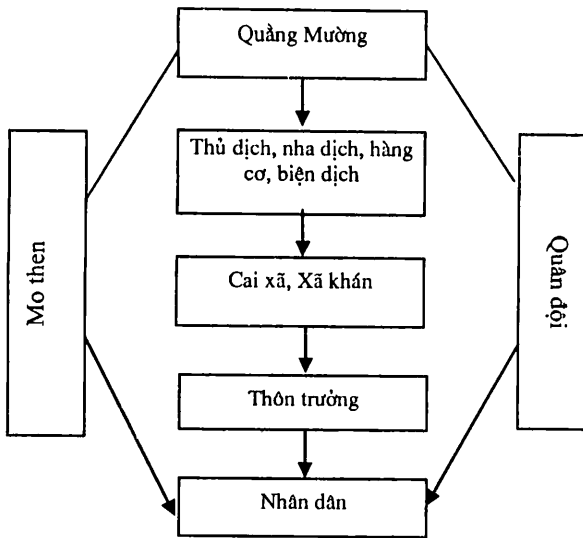 Quằng Mường
Thủ dịch, nha dịch, hàng
cơ, biện dịch
Mo then
Quân đội
Cai xã, Xã khán
Thôn trưởng
Nhân dân